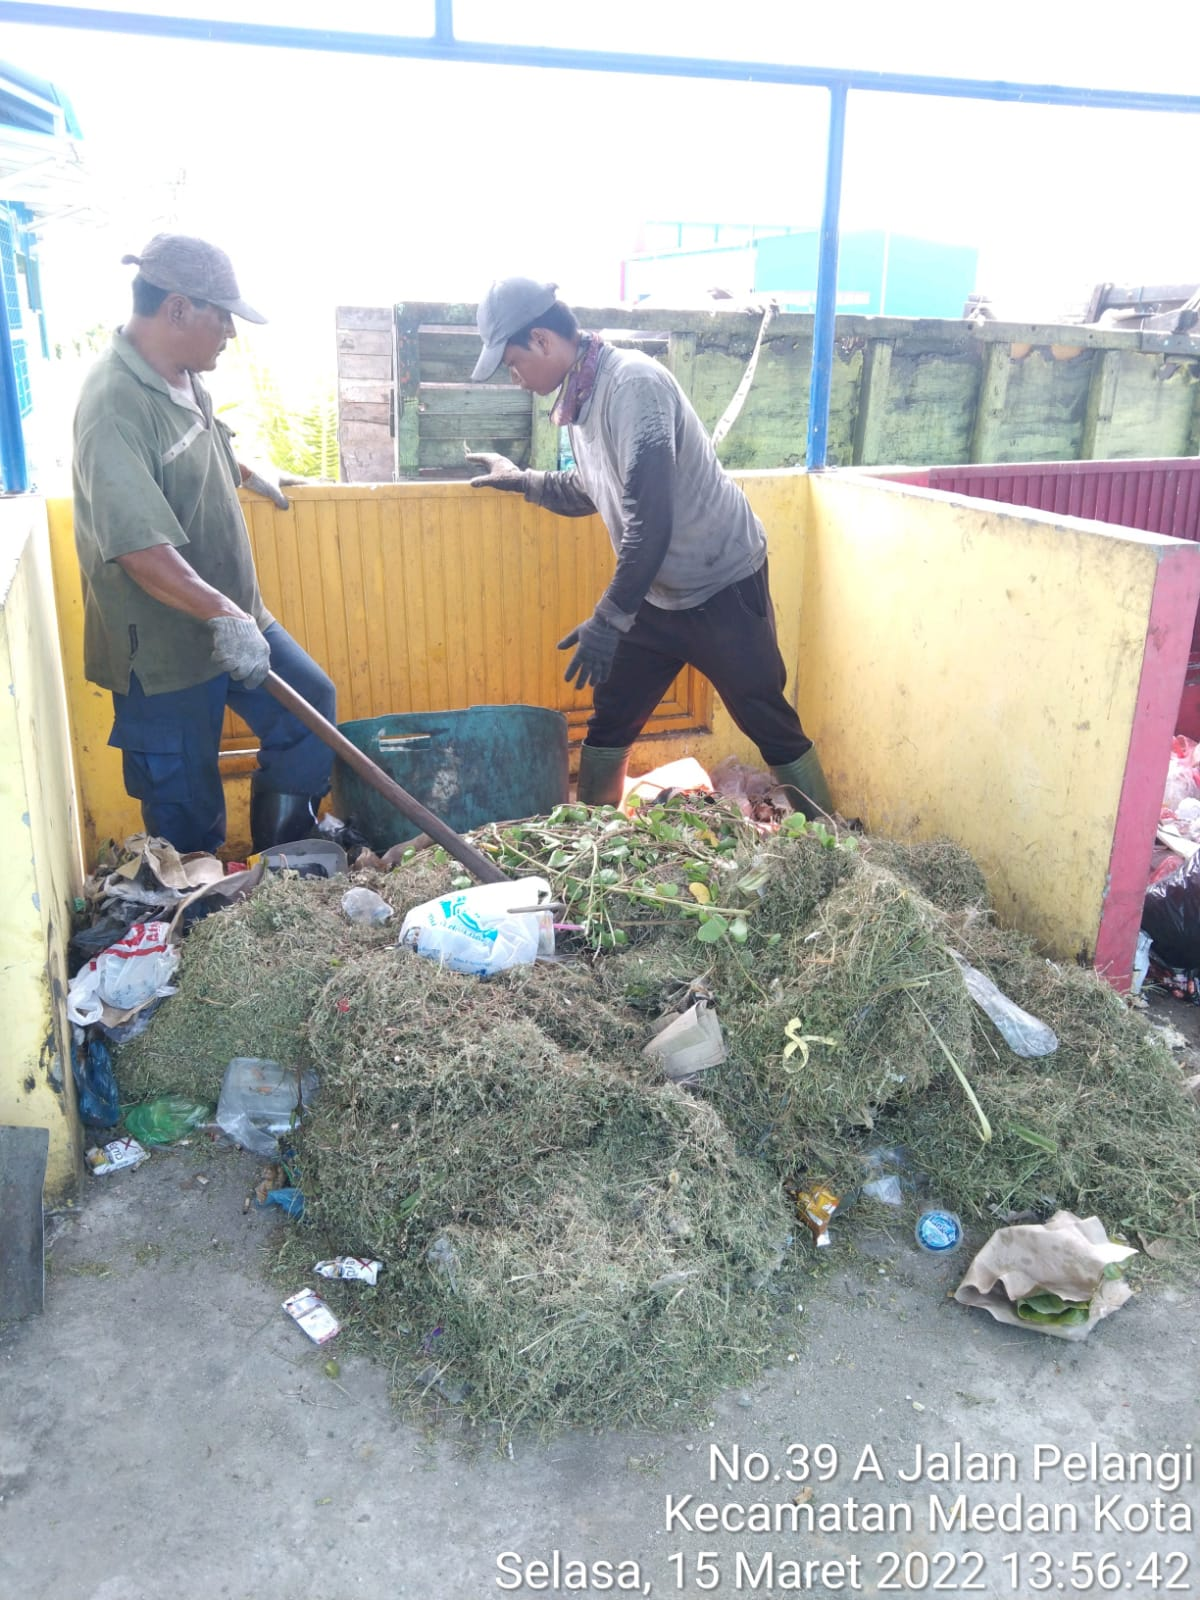 No.39 A Jalan Pelangi
Kecamatan Medan Kota
Selasa, 15 Maret 2022 13:56:42